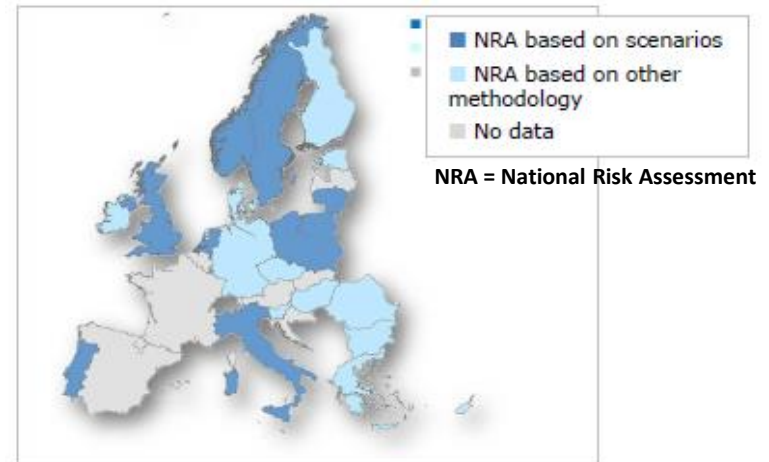 NRA based on scenarios
NRA based on other
methodology
No data
NRA = National Risk Assessment